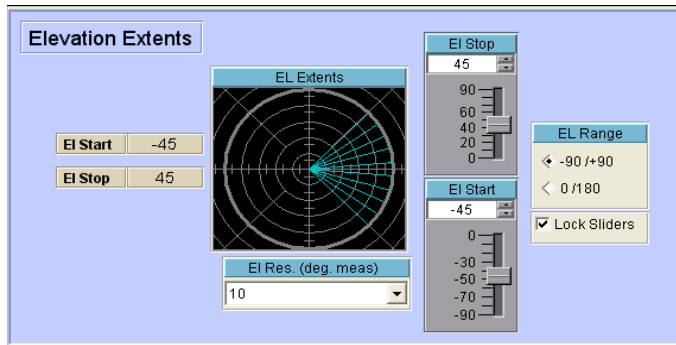 Elevation Extents
El Start -45
El Stop 45
EL Extents
El Res. (deg. meas)
10
El Stop
45
90
60
40
20
0
El Start
-45
0
-30
-50
-70
-90
EL Range
-90 /+90
0 /180
Lock Sliders